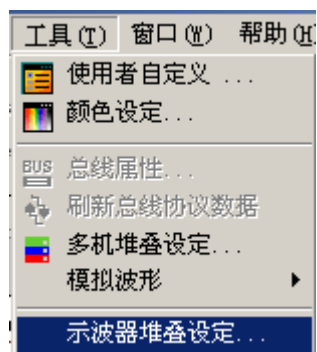 工具(T) 窗口(W) 帮助(H
使用者自定义 ...
颜色设定...
BUS 总线属性...
刷新总线协议数据
多机堆叠设定...
模拟波形
示波器堆叠设定...